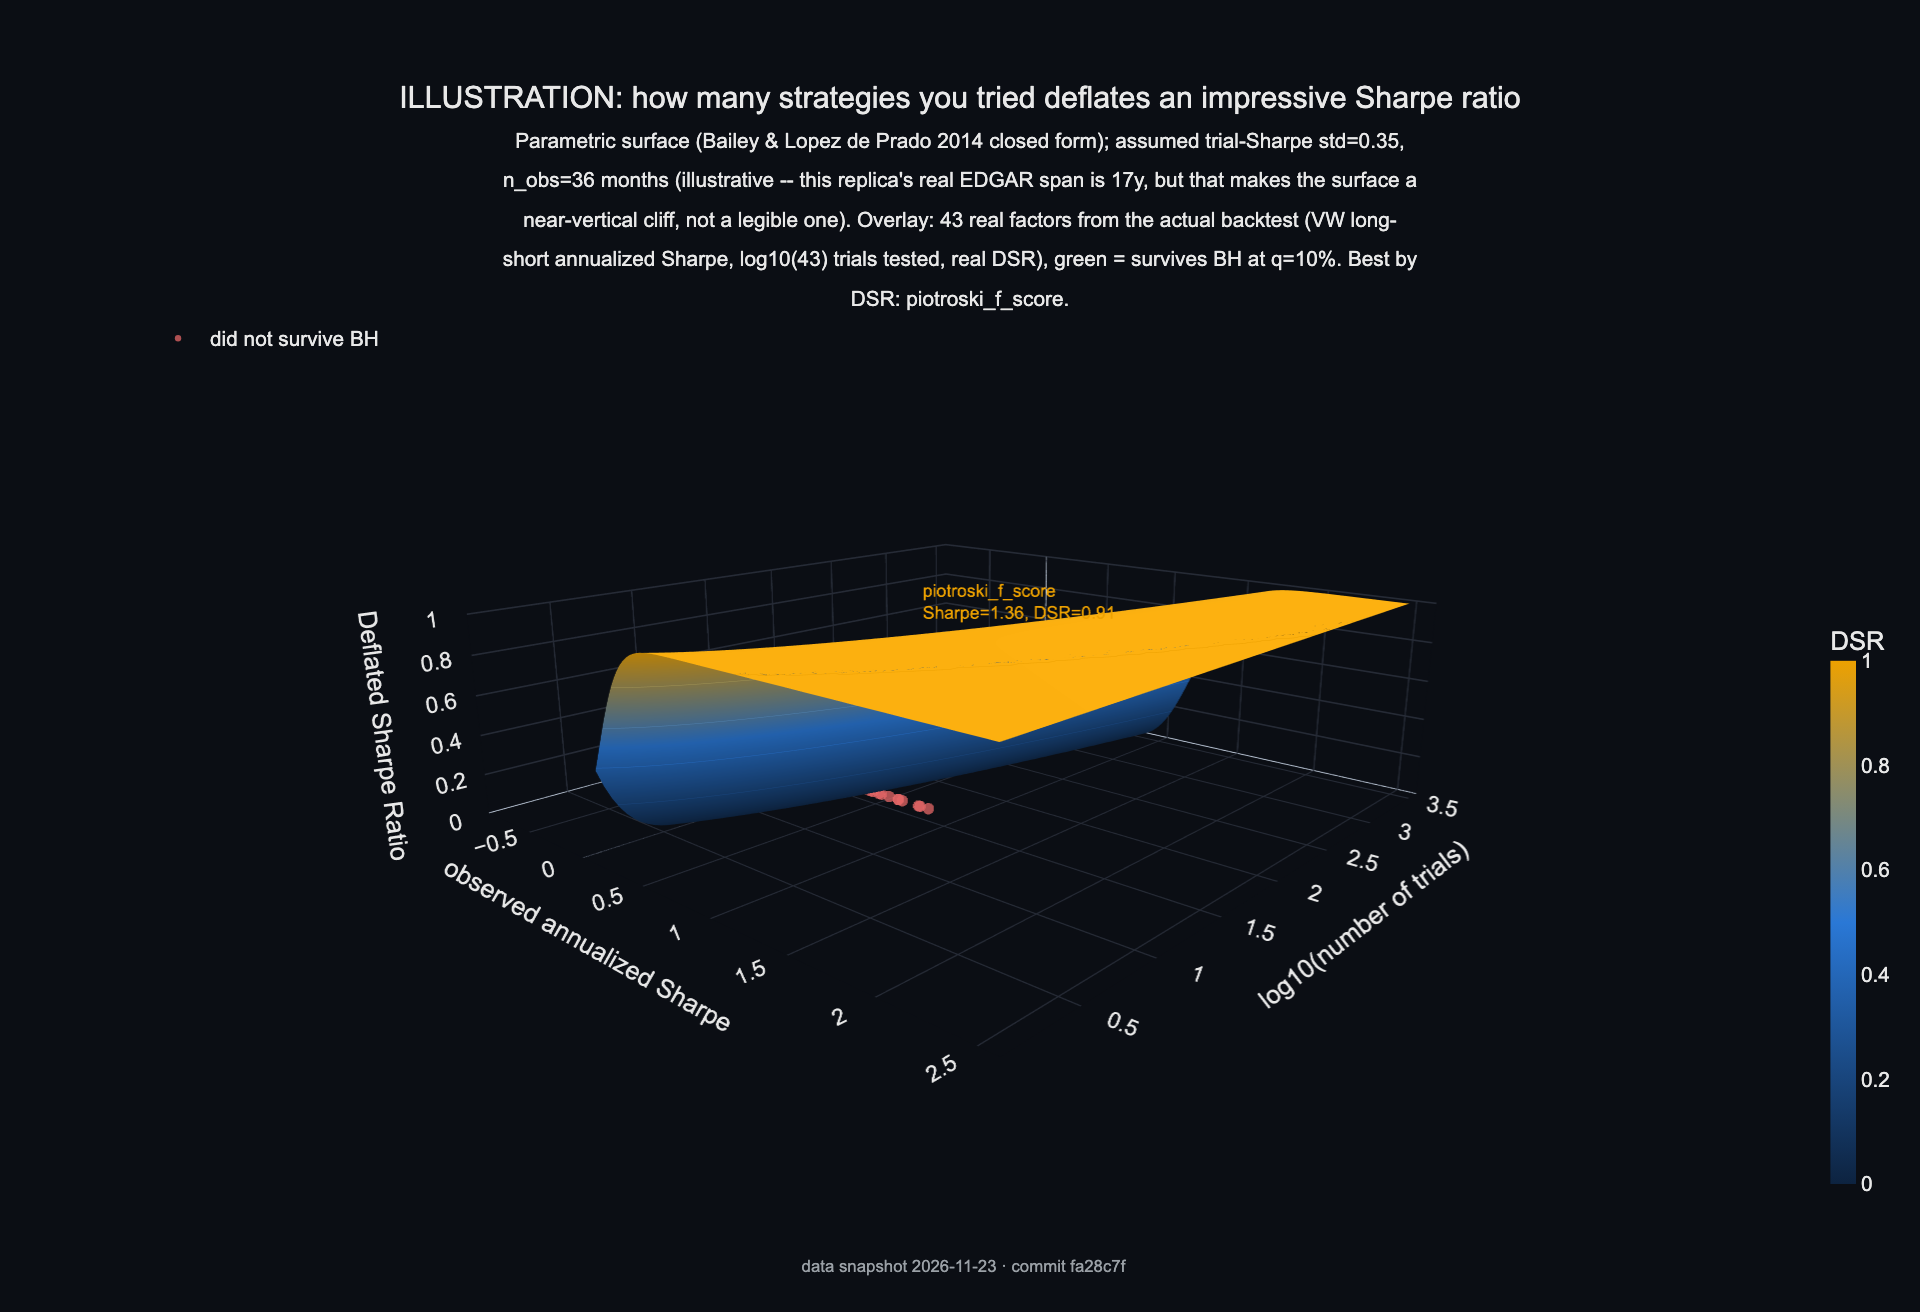 ILLUSTRATION: how many strategies you tried deflates an impressive Sharpe ratio
Parametric surface (Bailey & Lopez de Prado 2014 closed form); assumed trial-Sharpe std=0.35,
n_obs=36 months (illustrative -- this replica's real EDGAR span is 17y, but that makes the surface a
near-vertical cliff, not a legible one). Overlay: 43 real factors from the actual backtest (VW long-
short annualized Sharpe, log10(43) trials tested, real DSR), green = survives BH at q=10%. Best by
DSR: piotroski_f_score.
did not survive BH
piotroski_f_score
Sharpe=1.36, DSR=0.91
Deflated Sharpe Ratio
1
0.8
0.6
0.4
0.2
0
observed annualized Sharpe
−0.5
0
0.5
1
1.5
2
2.5
log10(number of trials)
0.5
1
1.5
2
2.5
3
3.5
DSR
1
0.8
0.6
0.4
0.2
0
data snapshot 2026-11-23 · commit fa28c7f